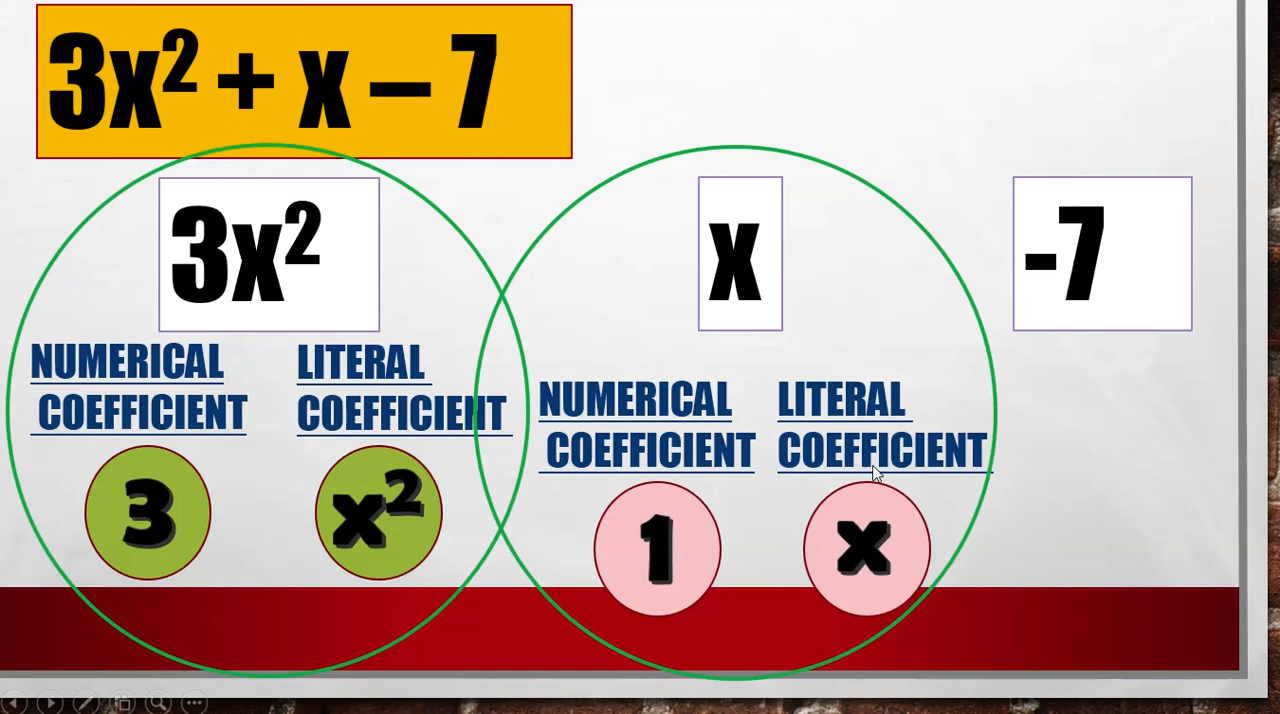 3x² + x – 7
3x²
x
-7
NUMERICAL
COEFFICIENT
LITERAL
COEFFICIENT
NUMERICAL
COEFFICIENT
LITERAL
COEFFICIENT
3
x²
1
x